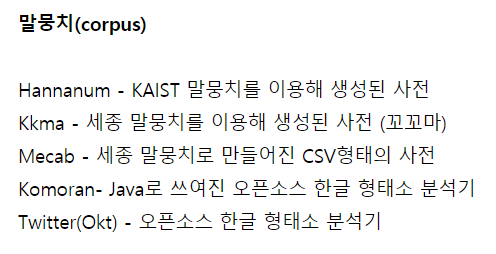 말뭉치(corpus)
Hannanum - KAIST 말뭉치를 이용해 생성된 사전
Kkma - 세종 말뭉치를 이용해 생성된 사전 (꼬꼬마)
Mecab - 세종 말뭉치로 만들어진 CSV형태의 사전
Komoran- Java로 쓰여진 오픈소스 한글 형태소 분석기
Twitter(Okt) - 오픈소스 한글 형태소 분석기